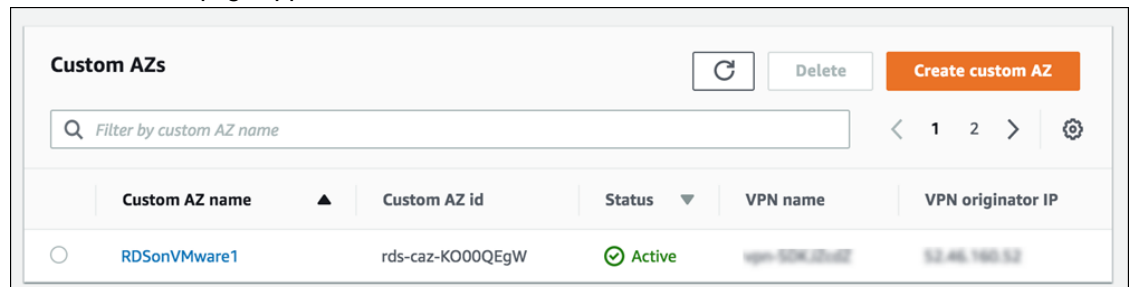 Custom AZs
Delete
Create custom AZ
Filter by custom AZ name
1 2
Custom AZ name Custom AZ id Status VPN name VPN originator IP
RDSonVMware1 rds-caz-KO00QEgW Active